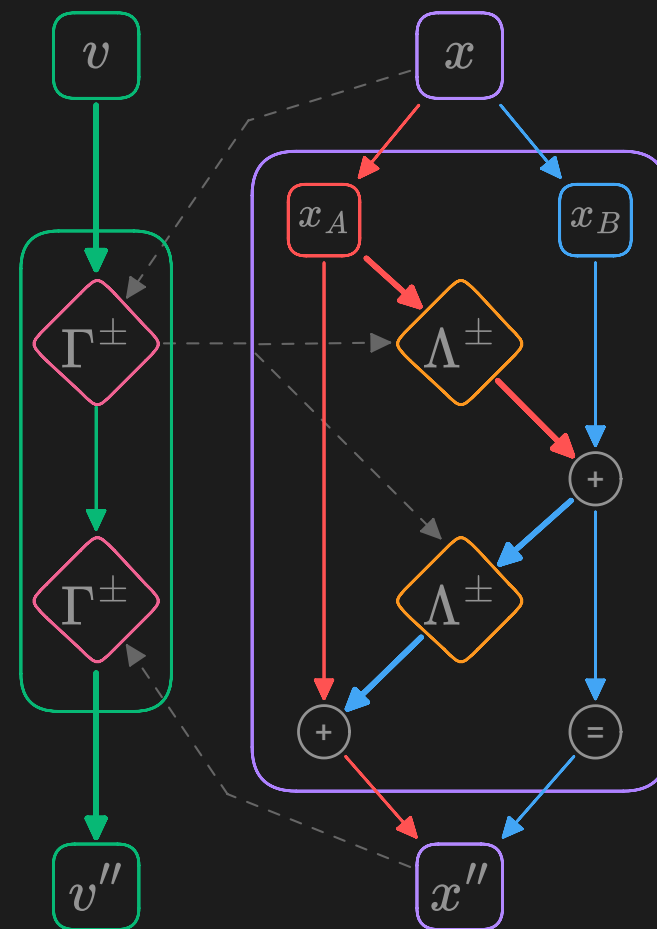 v x
x_A x_B
Γ^± Λ^±
+
Γ^± Λ^±
+ =
v″ x″